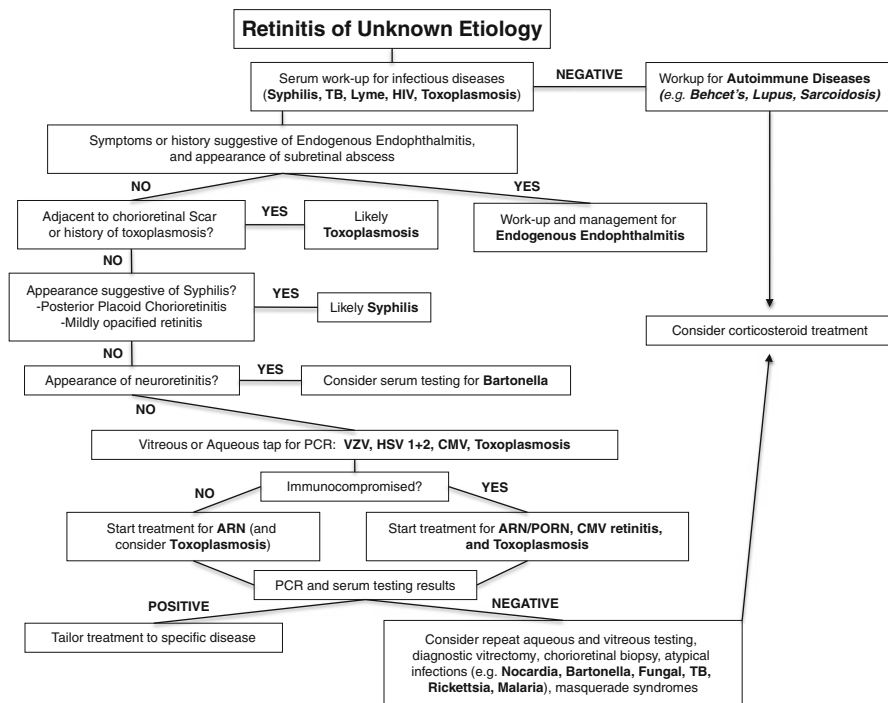 Retinitis of Unknown Etiology
Serum work-up for infectious diseases
(Syphilis, TB, Lyme, HIV, Toxoplasmosis)
NEGATIVE
Workup for Autoimmune Diseases
(e.g. Behcet's, Lupus, Sarcoidosis)
Symptoms or history suggestive of Endogenous Endophthalmitis,
and appearance of subretinal abscess
NO
YES
Adjacent to chorioretinal Scar
or history of toxoplasmosis?
YES
Likely
Toxoplasmosis
Work-up and management for
Endogenous Endophthalmitis
NO
Appearance suggestive of Syphilis?
-Posterior Placoid Chorioretinitis
-Mildly opacified retinitis
YES
Likely Syphilis
Consider corticosteroid treatment
NO
Appearance of neuroretinitis?
YES
Consider serum testing for Bartonella
NO
Vitreous or Aqueous tap for PCR: VZV, HSV 1+2, CMV, Toxoplasmosis
Immunocompromised?
NO
YES
Start treatment for ARN (and
consider Toxoplasmosis)
Start treatment for ARN/PORN, CMV retinitis,
and Toxoplasmosis
PCR and serum testing results
POSITIVE
NEGATIVE
Tailor treatment to specific disease
Consider repeat aqueous and vitreous testing,
diagnostic vitrectomy, chorioretinal biopsy, atypical
infections (e.g. Nocardia, Bartonella, Fungal, TB,
Rickettsia, Malaria), masquerade syndromes